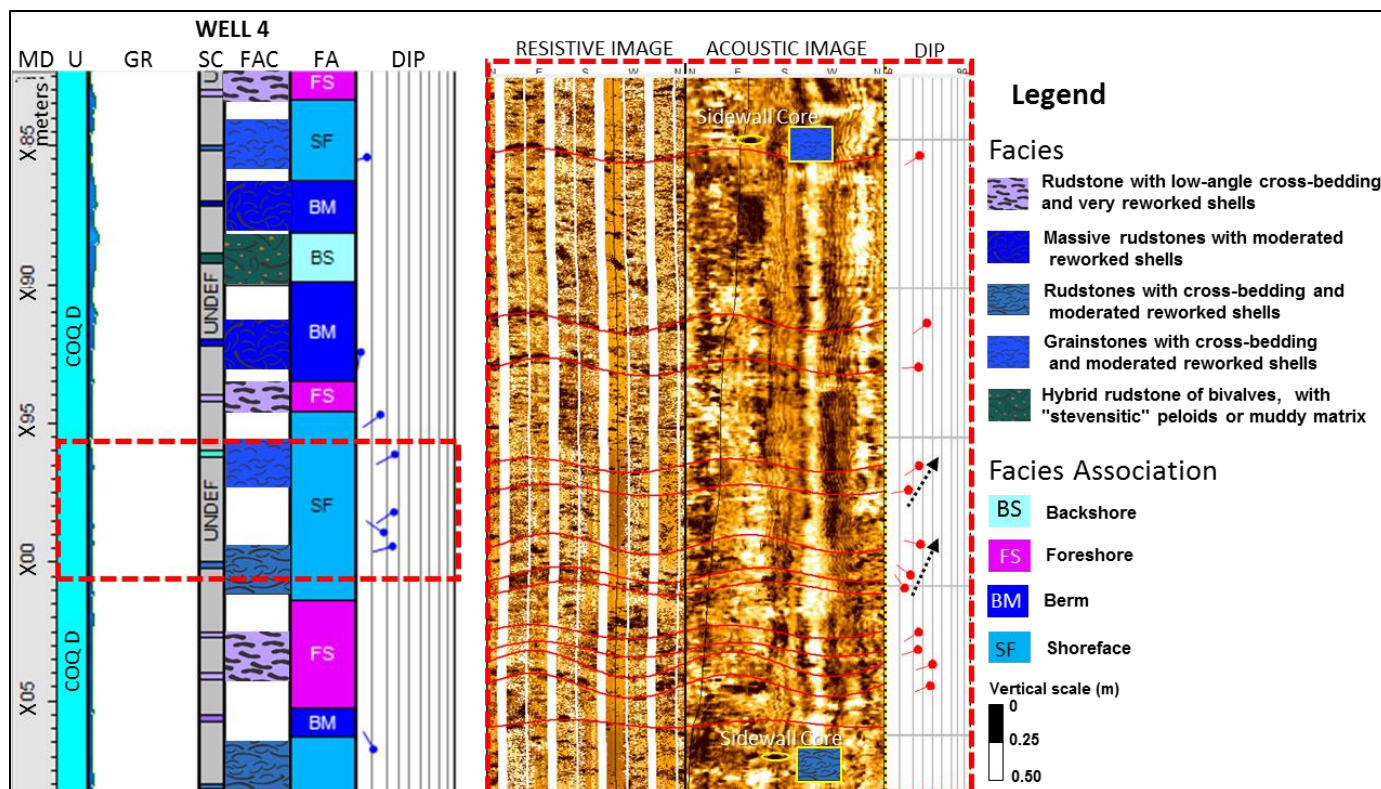 WELL 4
MD U GR SC FAC FA DIP
meters
X85
X90
X95
X00
X05
COQ D
COQ D
U
UNDEF
UNDEF
FS
SF
BM
BS
BM
FS
SF
FS
BM
RESISTIVE IMAGE ACOUSTIC IMAGE DIP
N E S W N N E S W N
Sidewall Core
Sidewall Core
Legend
Facies
Rudstone with low-angle cross-bedding
and very reworked shells
Massive rudstones with moderated
reworked shells
Rudstones with cross-bedding and
moderated reworked shells
Grainstones with cross-bedding
and moderated reworked shells
Hybrid rudstone of bivalves, with
"stevensitic" peloids or muddy matrix
Facies Association
BS Backshore
FS Foreshore
BM Berm
SF Shoreface
Vertical scale (m)
0
0.25
0.50